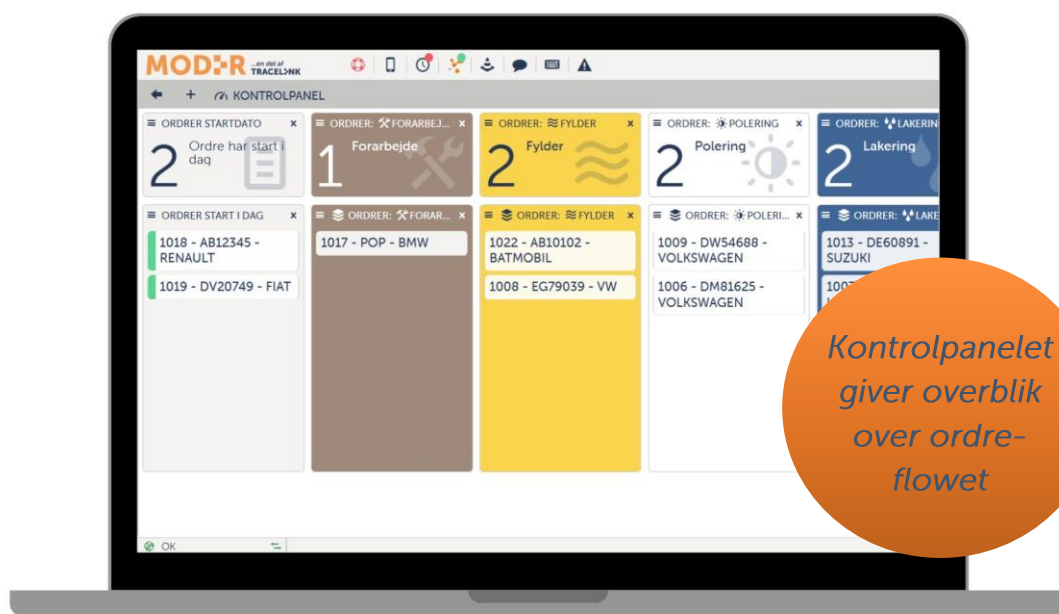 MODER ...en del af
TRACELINK
KONTROLPANEL
ORDRER STARTDATO x
2 Ordre har start i
dag
ORDRER: FORARBEJ... x
1 Forarbejde
ORDRER: FYLDER x
2 Fylder
ORDRER: POLERING x
2 Polering
ORDRER: LAKERIN
2 Lakering
ORDRER START I DAG x
1018 - AB12345 -
RENAULT
1019 - DV20749 - FIAT
ORDRER: FORAR... x
1017 - POP - BMW
ORDRER: FYLDER x
1022 - AB10102 -
BATMOBIL
1008 - EG79039 - VW
ORDRER: POLERI... x
1009 - DW54688 -
VOLKSWAGEN
1006 - DM81625 -
VOLKSWAGEN
ORDRER: LAKE
1013 - DE60891 -
SUZUKI
Kontrolpanelet
giver overblik
over ordre-
flowet
OK